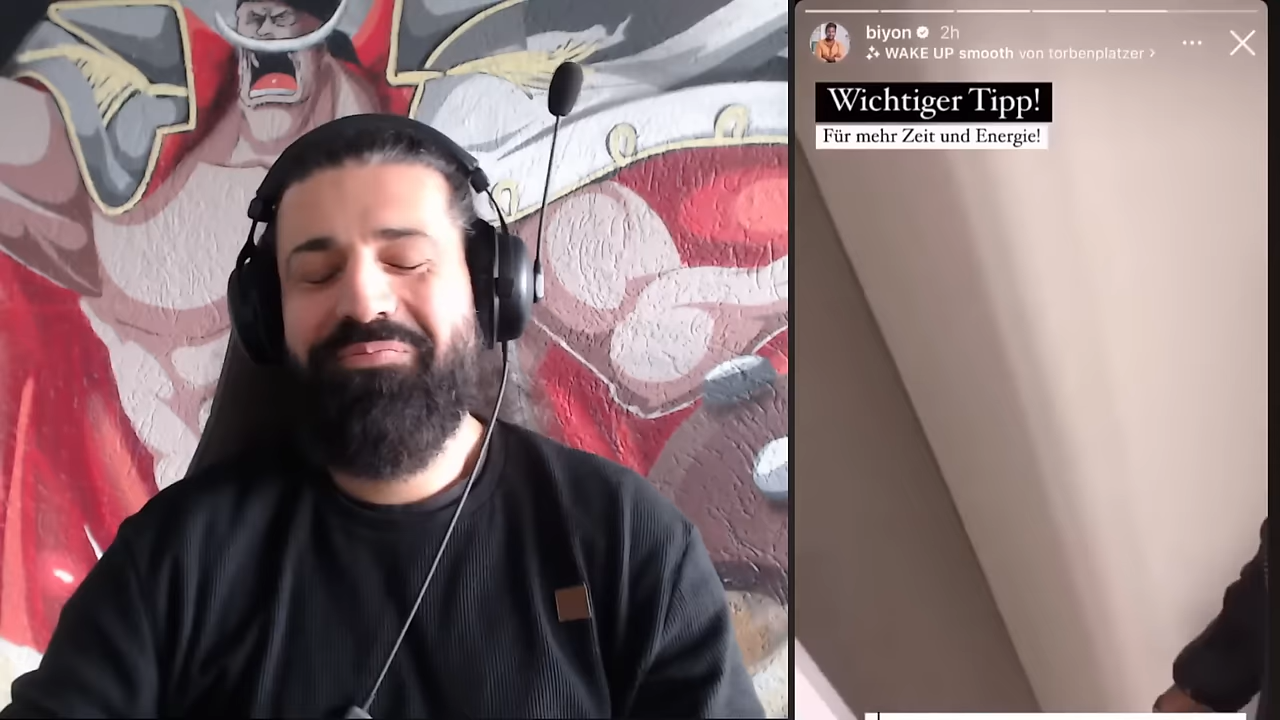 biyon 2h
WAKE UP smooth von torbenplatzer
Wichtiger Tipp!
Für mehr Zeit und Energie!